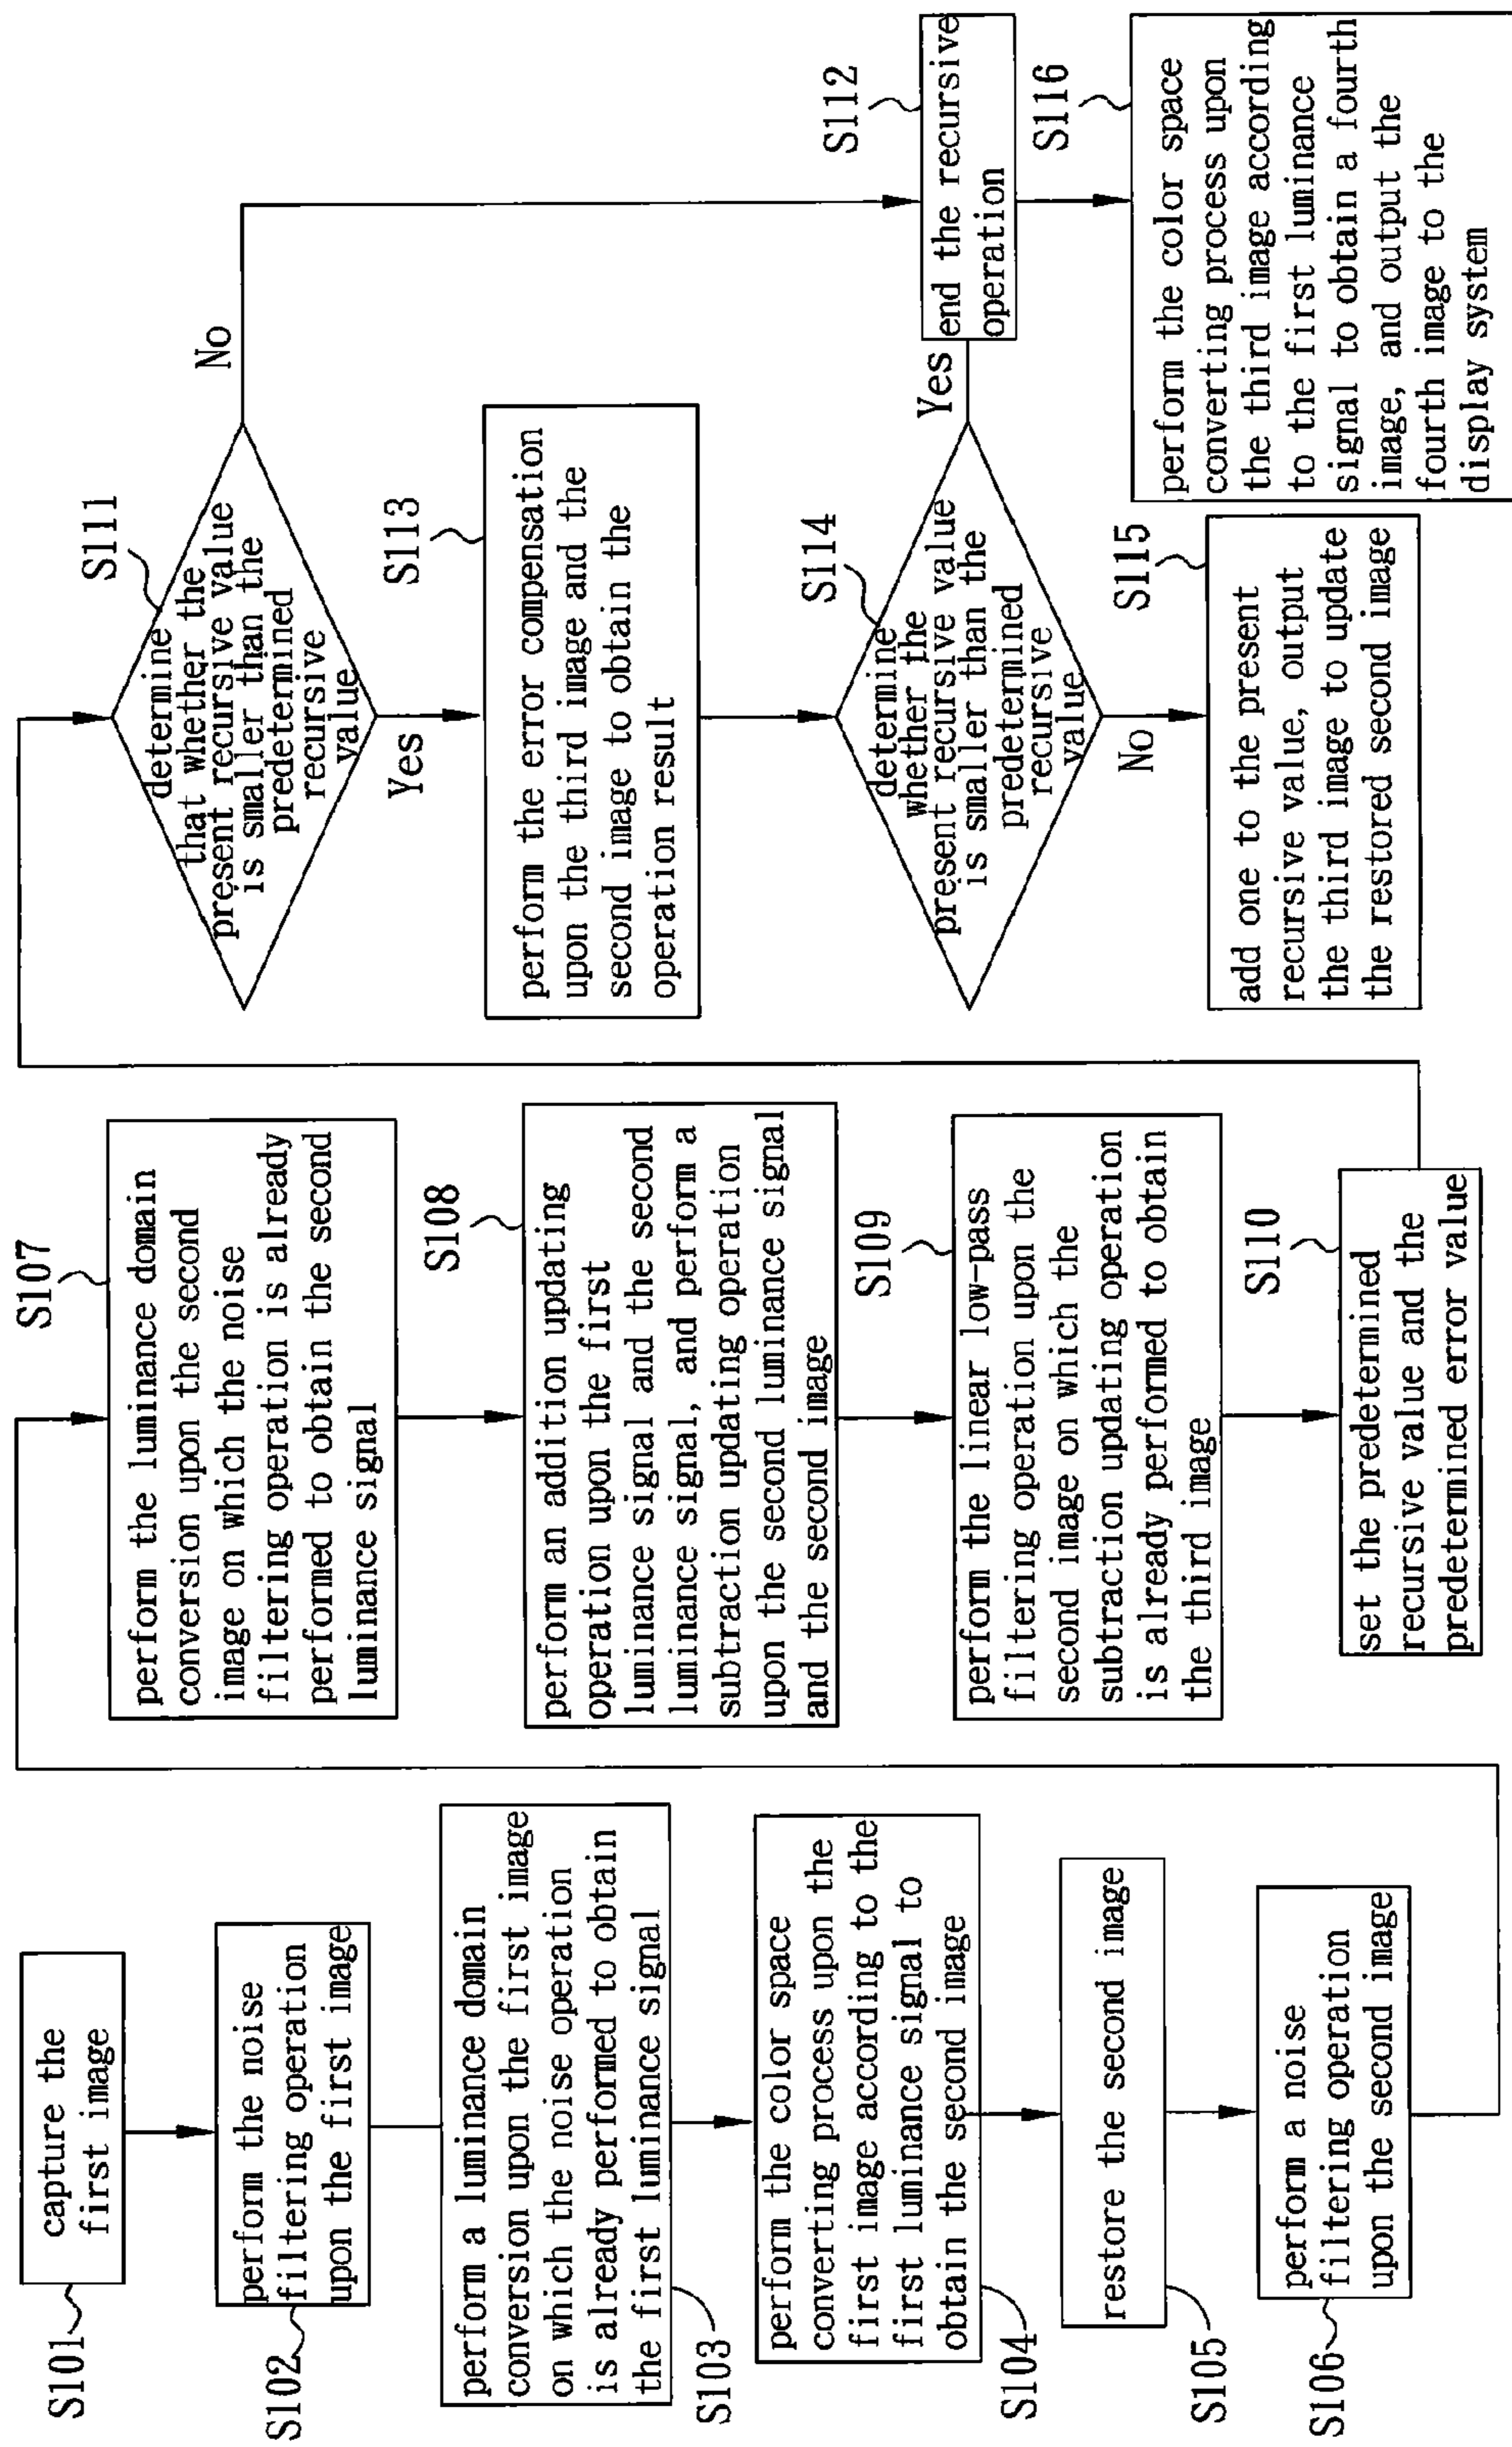 S101
capture the
first image
S102
perform the noise
filtering operation
upon the first image
S103
perform a luminance domain
conversion upon the first image
on which the noise operation
is already performed to obtain
the first luminance signal
S104
perform the color space
converting process upon the
first image according to the
first luminance signal to
obtain the second image
S105
restore the second image
S106
perform a noise
filtering operation
upon the second image
S107
perform the luminance domain
conversion upon the second
image on which the noise
filtering operation is already
performed to obtain the second
luminance signal
S108
perform an addition updating
operation upon the first
luminance signal and the second
luminance signal, and perform a
subtraction updating operation
upon the second luminance signal
and the second image
S109
perform the linear low-pass
filtering operation upon the
second image on which the
subtraction updating operation
is already performed to obtain
the third image
S110
set the predetermined
recursive value and the
predetermined error value
S111
determine
that whether the
present recursive value
is smaller than the
predetermined
recursive
value
No
Yes
S113
perform the error compensation
upon the third image and the
second image to obtain the
operation result
S114
determine
whether the
present recursive value
is smaller than the
predetermined
recursive
value
Yes
No
S115
add one to the present
recursive value, output
the third image to update
the restored second image
S112
end the recursive
operation
S116
perform the color space
converting process upon
the third image according
to the first luminance
signal to obtain a fourth
image, and output the
fourth image to the
display system